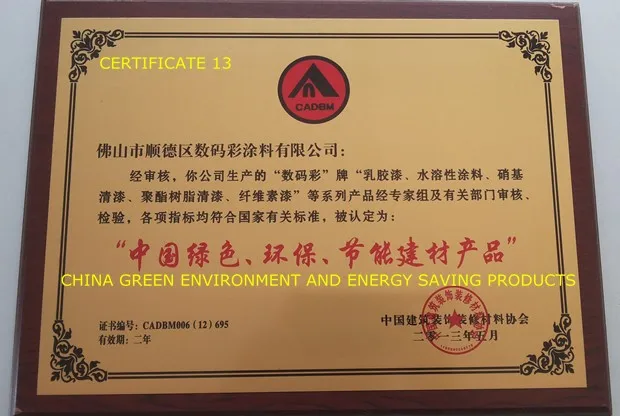 CERTIFICATE 13
CADBM
佛山市顺德区数码彩涂料有限公司：
经审核，你公司生产的“数码彩”牌“乳胶漆、水溶性涂料、硝基
清漆、聚酯树脂清漆、纤维素漆”等系列产品经专家组及有关部门审核、
检验，各项指标均符合国家有关标准，被认定为：
“中国绿色、环保、节能建材产品”
CHINA GREEN ENVIRONMENT AND ENERGY SAVING PRODUCTS
证书编号：CADBM006（12）695
有效期：二年
中国建筑装饰装修材料协会
二〇一三年五月